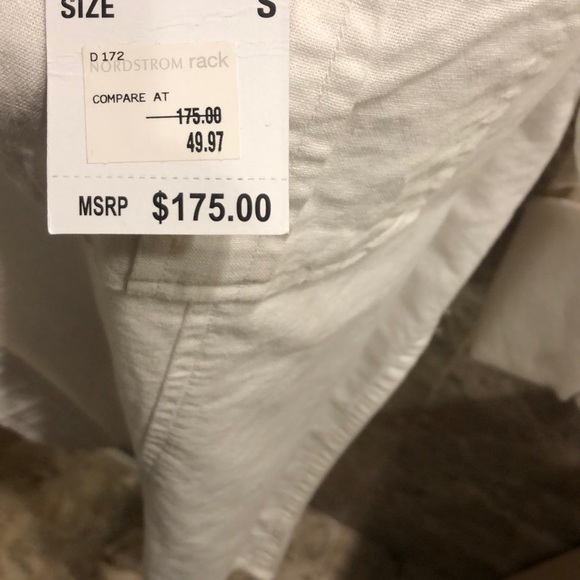 SIZE S
D 172
NORDSTROM rack
COMPARE AT
175.00
49.97
MSRP $175.00